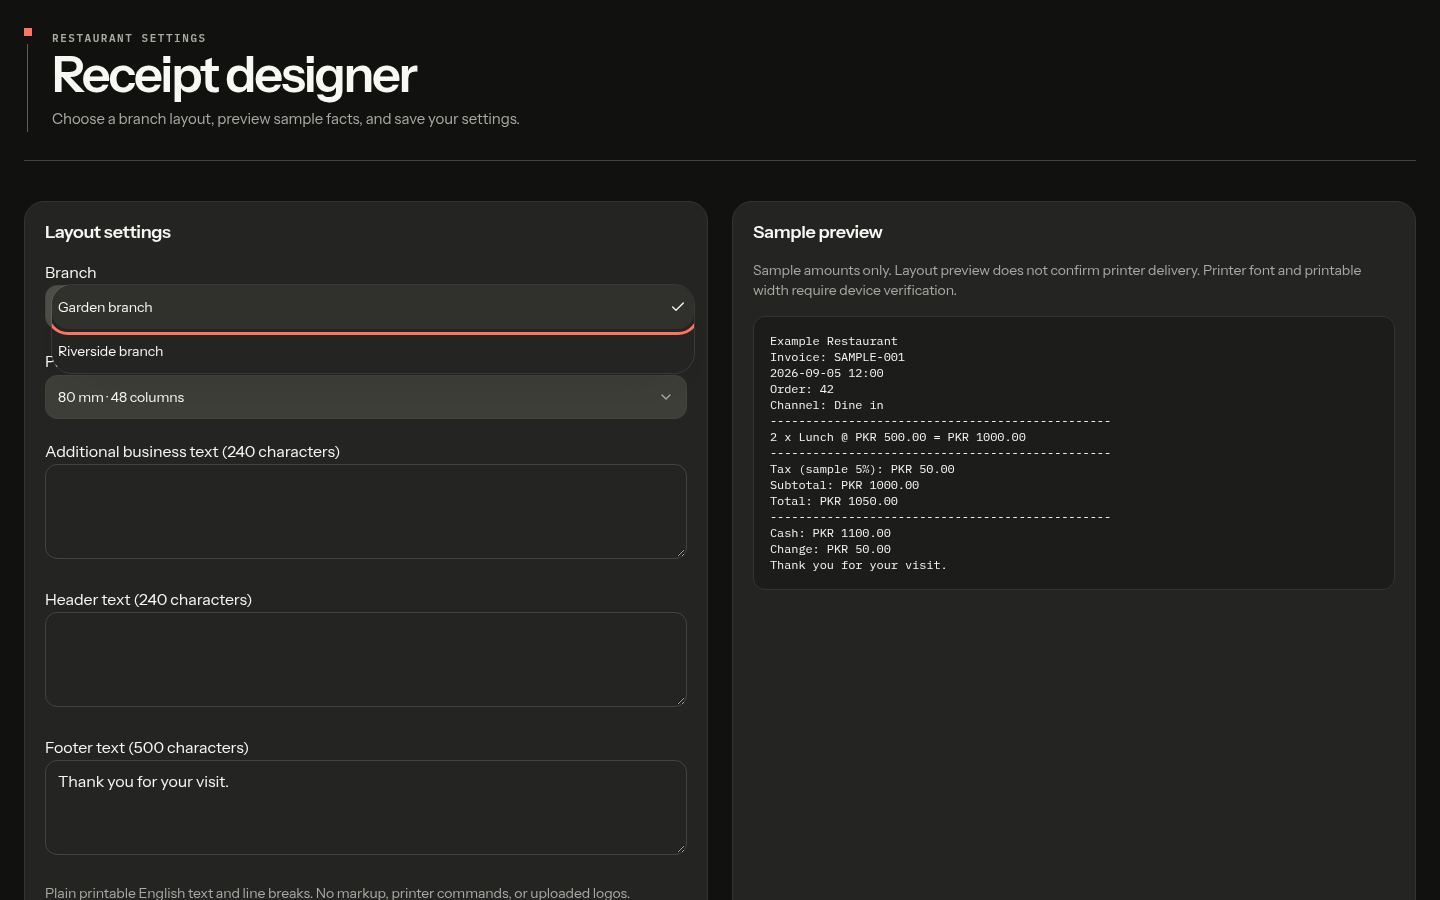 RESTAURANT SETTINGS
Receipt designer
Choose a branch layout, preview sample facts, and save your settings.
Layout settings
Branch
Garden branch
Riverside branch
80 mm · 48 columns
Additional business text (240 characters)
Header text (240 characters)
Footer text (500 characters)
Thank you for your visit.
Plain printable English text and line breaks. No markup, printer commands, or uploaded logos.
Sample preview
Sample amounts only. Layout preview does not confirm printer delivery. Printer font and printable
width require device verification.
Example Restaurant
Invoice: SAMPLE-001
2026-09-05 12:00
Order: 42
Channel: Dine in
------------------------------------------------
2 x Lunch @ PKR 500.00 = PKR 1000.00
------------------------------------------------
Tax (sample 5%): PKR 50.00
Subtotal: PKR 1000.00
Total: PKR 1050.00
------------------------------------------------
Cash: PKR 1100.00
Change: PKR 50.00
Thank you for your visit.